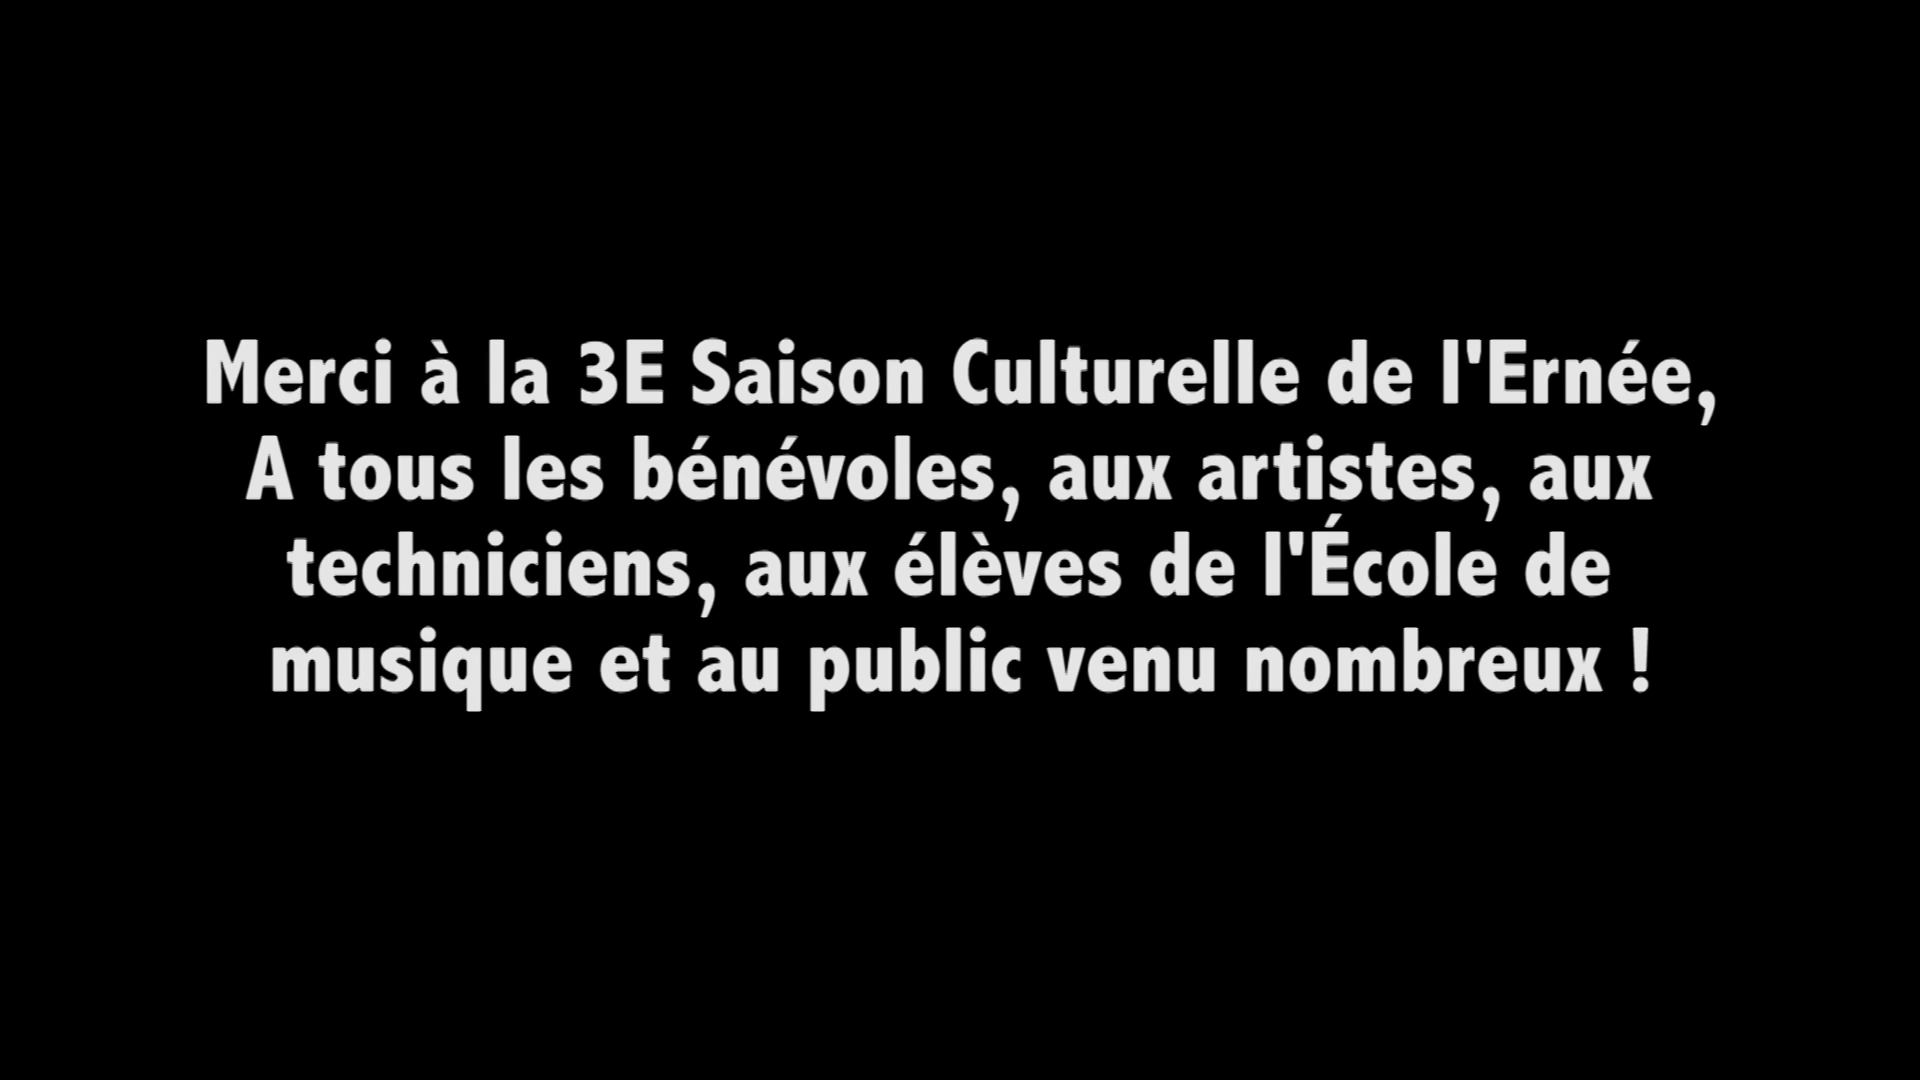 Merci à la 3E Saison Culturelle de l'Ernée,
A tous les bénévoles, aux artistes, aux
techniciens, aux élèves de l'École de
musique et au public venu nombreux !